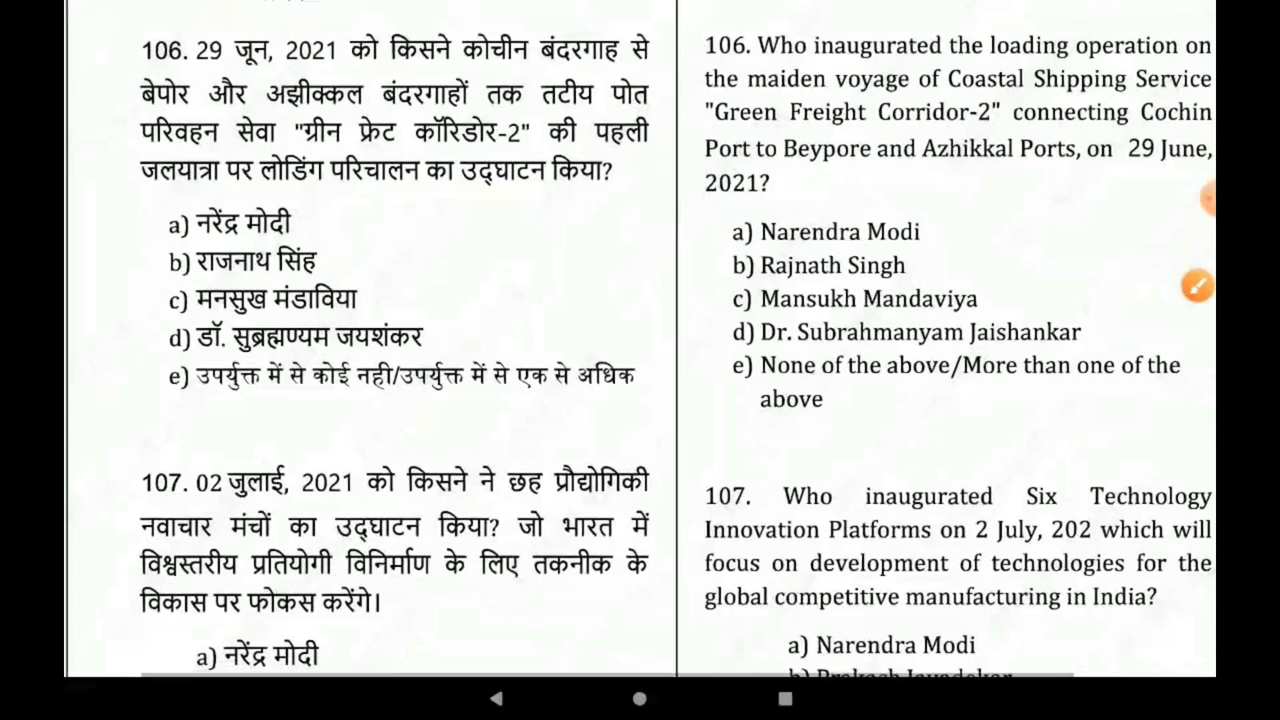 106. 29 जून, 2021 को किसने कोचीन बंदरगाह से
बेपोर और अझीक्कल बंदरगाहों तक तटीय पोत
परिवहन सेवा "ग्रीन फ्रेट कॉरिडोर-2" की पहली
जलयात्रा पर लोडिंग परिचालन का उद्घाटन किया?
a) नरेंद्र मोदी
b) राजनाथ सिंह
c) मनसुख मंडाविया
d) डॉ. सुब्रह्मण्यम जयशंकर
e) उपर्युक्त में से कोई नही/उपर्युक्त में से एक से अधिक
107. 02 जुलाई, 2021 को किसने ने छह प्रौद्योगिकी
नवाचार मंचों का उद्घाटन किया? जो भारत में
विश्वस्तरीय प्रतियोगी विनिर्माण के लिए तकनीक के
विकास पर फोकस करेंगे।
a) नरेंद्र मोदी
106. Who inaugurated the loading operation on
the maiden voyage of Coastal Shipping Service
"Green Freight Corridor-2" connecting Cochin
Port to Beypore and Azhikkal Ports, on 29 June,
2021?
a) Narendra Modi
b) Rajnath Singh
c) Mansukh Mandaviya
d) Dr. Subrahmanyam Jaishankar
e) None of the above/More than one of the
above
107. Who inaugurated Six Technology
Innovation Platforms on 2 July, 202 which will
focus on development of technologies for the
global competitive manufacturing in India?
a) Narendra Modi